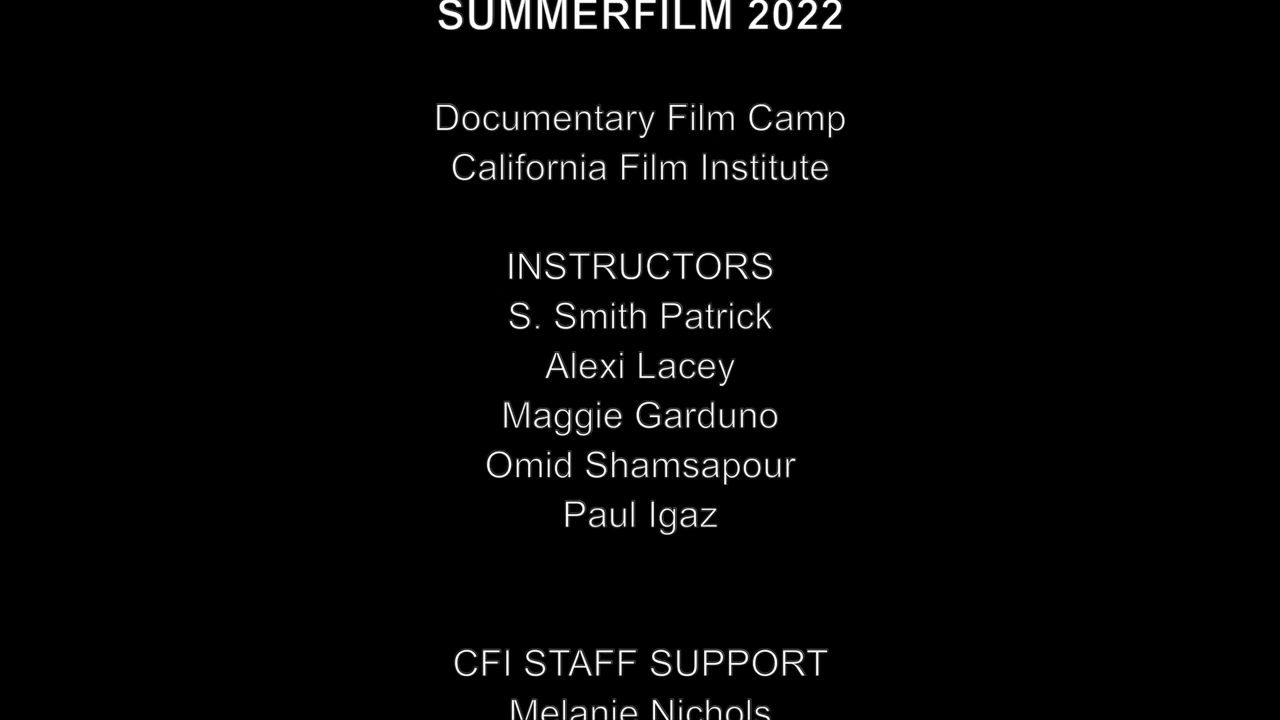 SUMMERFILM 2022
Documentary Film Camp
California Film Institute
INSTRUCTORS
S. Smith Patrick
Alexi Lacey
Maggie Garduno
Omid Shamsapour
Paul Igaz
CFI STAFF SUPPORT
Melanie Nichols